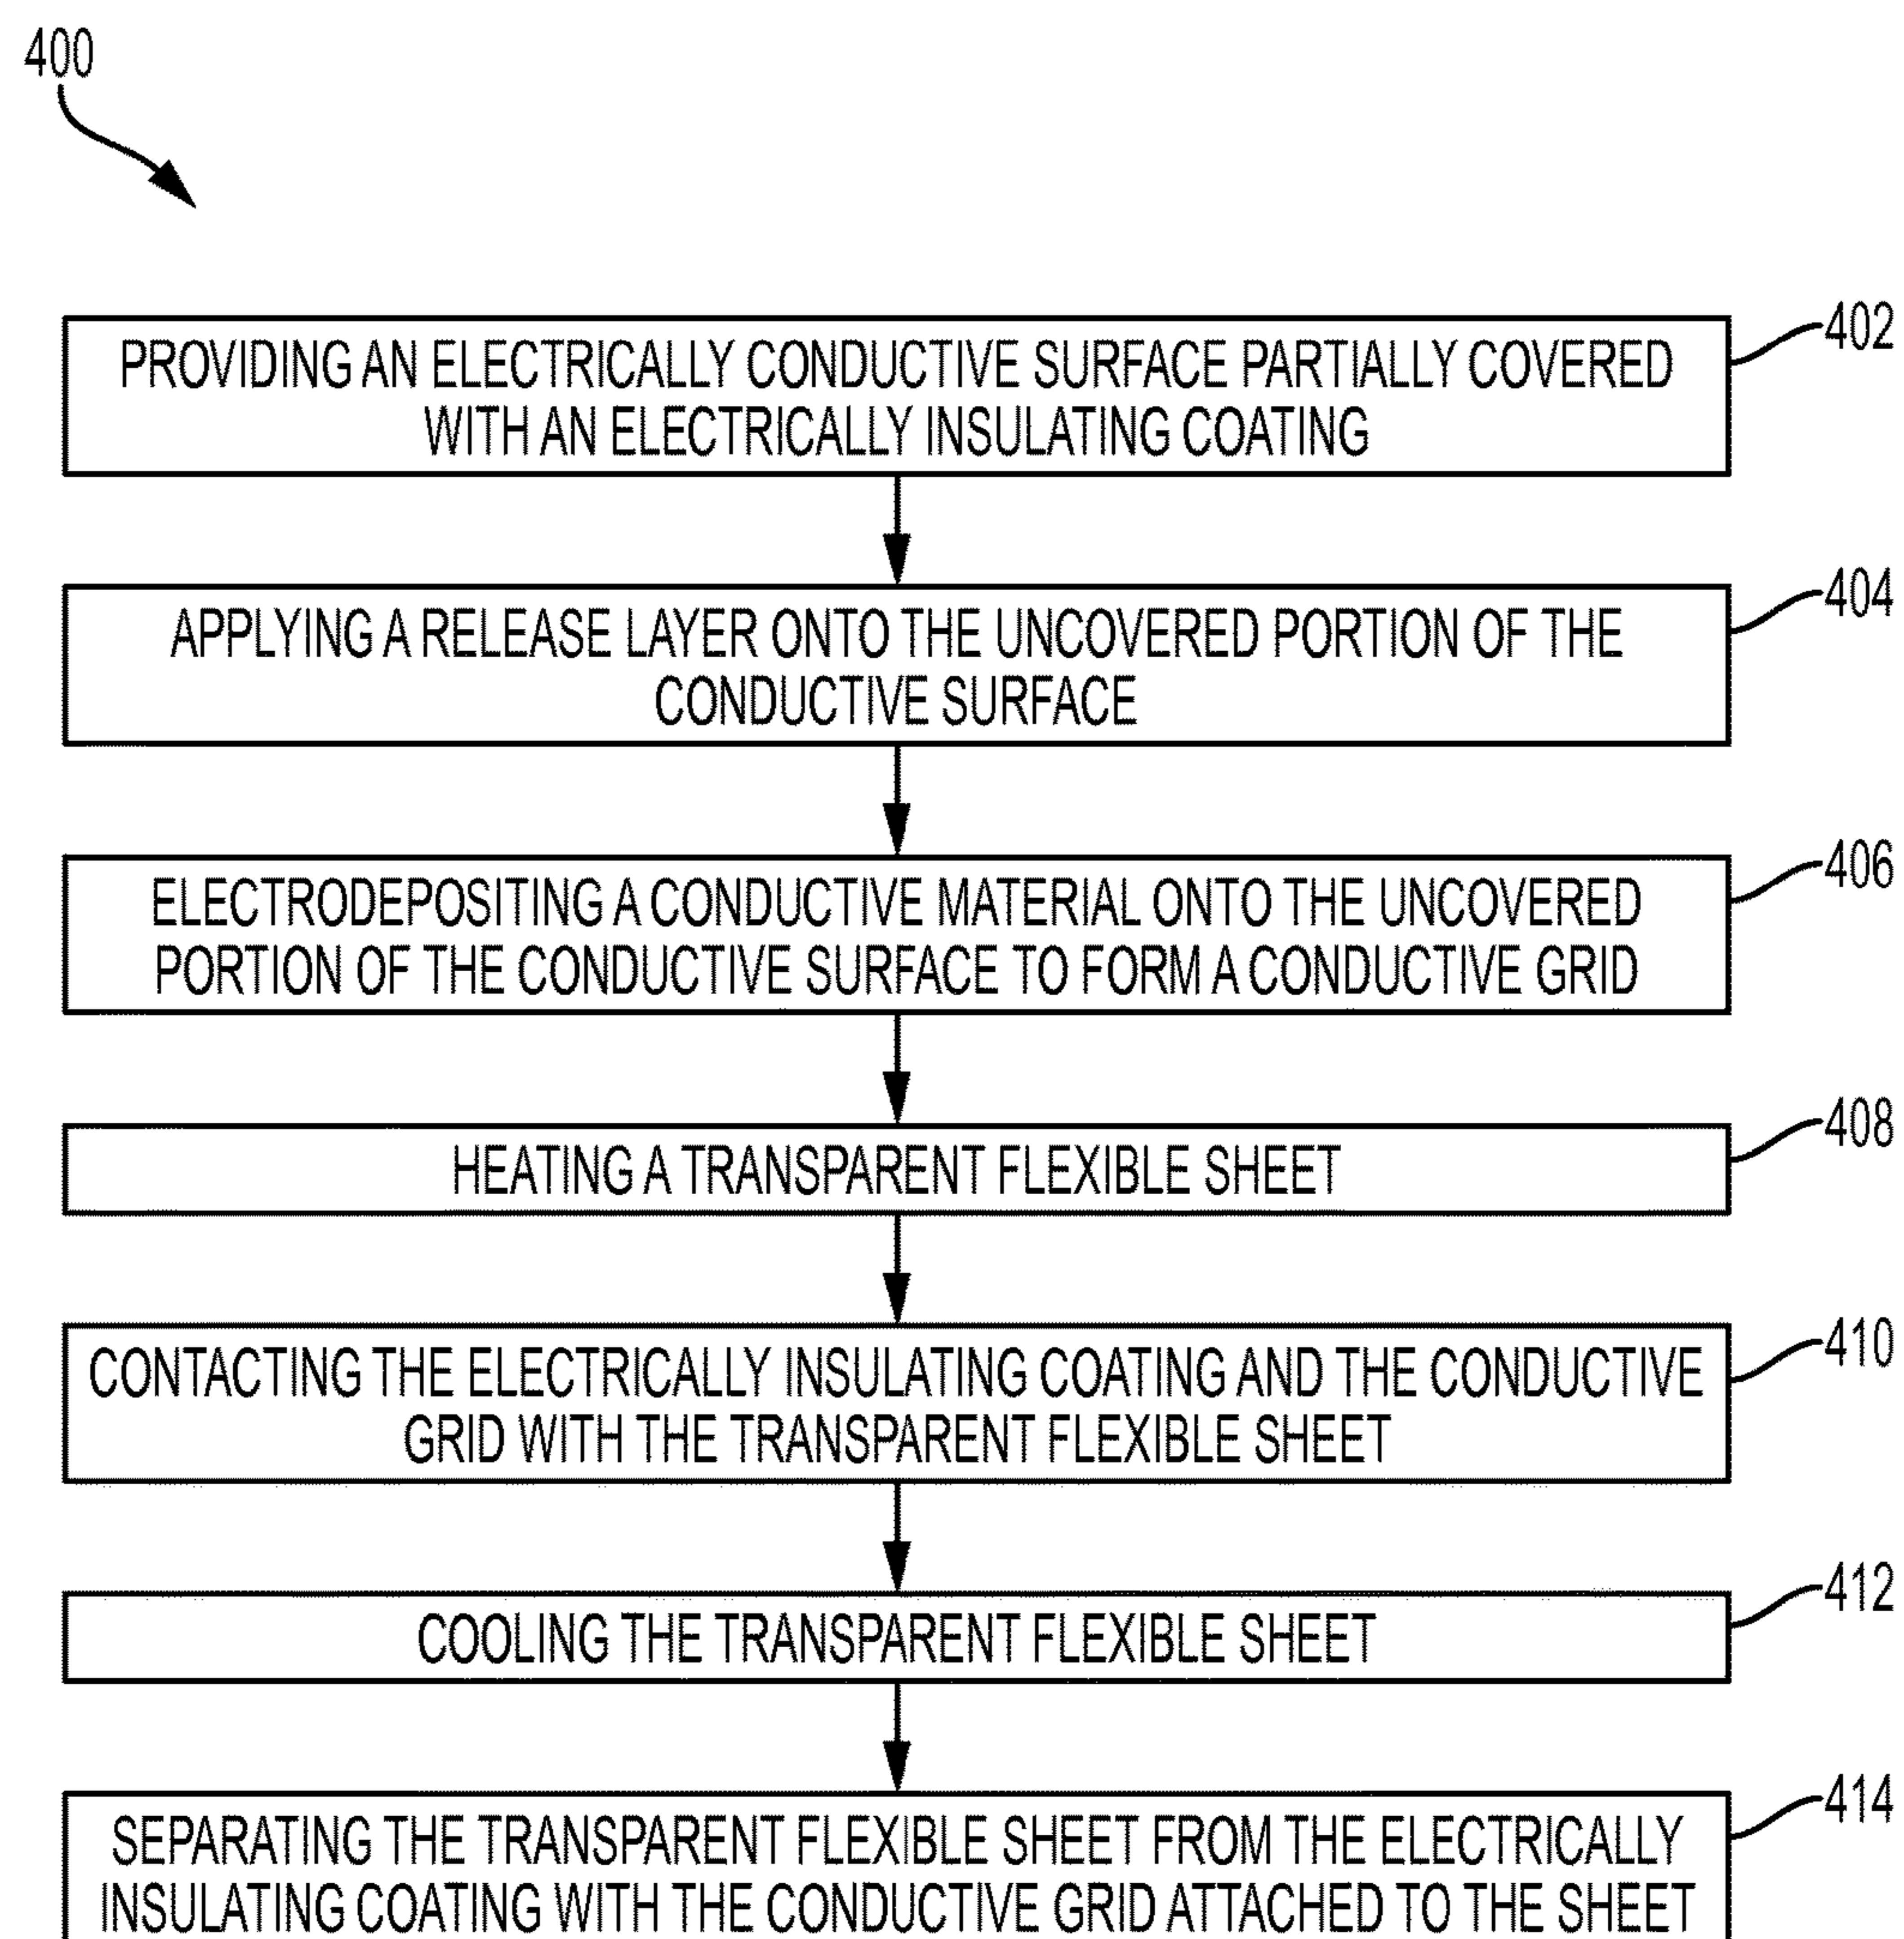 400
PROVIDING AN ELECTRICALLY CONDUCTIVE SURFACE PARTIALLY COVERED
WITH AN ELECTRICALLY INSULATING COATING
402
APPLYING A RELEASE LAYER ONTO THE UNCOVERED PORTION OF THE
CONDUCTIVE SURFACE
404
ELECTRODEPOSITING A CONDUCTIVE MATERIAL ONTO THE UNCOVERED
PORTION OF THE CONDUCTIVE SURFACE TO FORM A CONDUCTIVE GRID
406
HEATING A TRANSPARENT FLEXIBLE SHEET
408
CONTACTING THE ELECTRICALLY INSULATING COATING AND THE CONDUCTIVE
GRID WITH THE TRANSPARENT FLEXIBLE SHEET
410
COOLING THE TRANSPARENT FLEXIBLE SHEET
412
SEPARATING THE TRANSPARENT FLEXIBLE SHEET FROM THE ELECTRICALLY
INSULATING COATING WITH THE CONDUCTIVE GRID ATTACHED TO THE SHEET
414